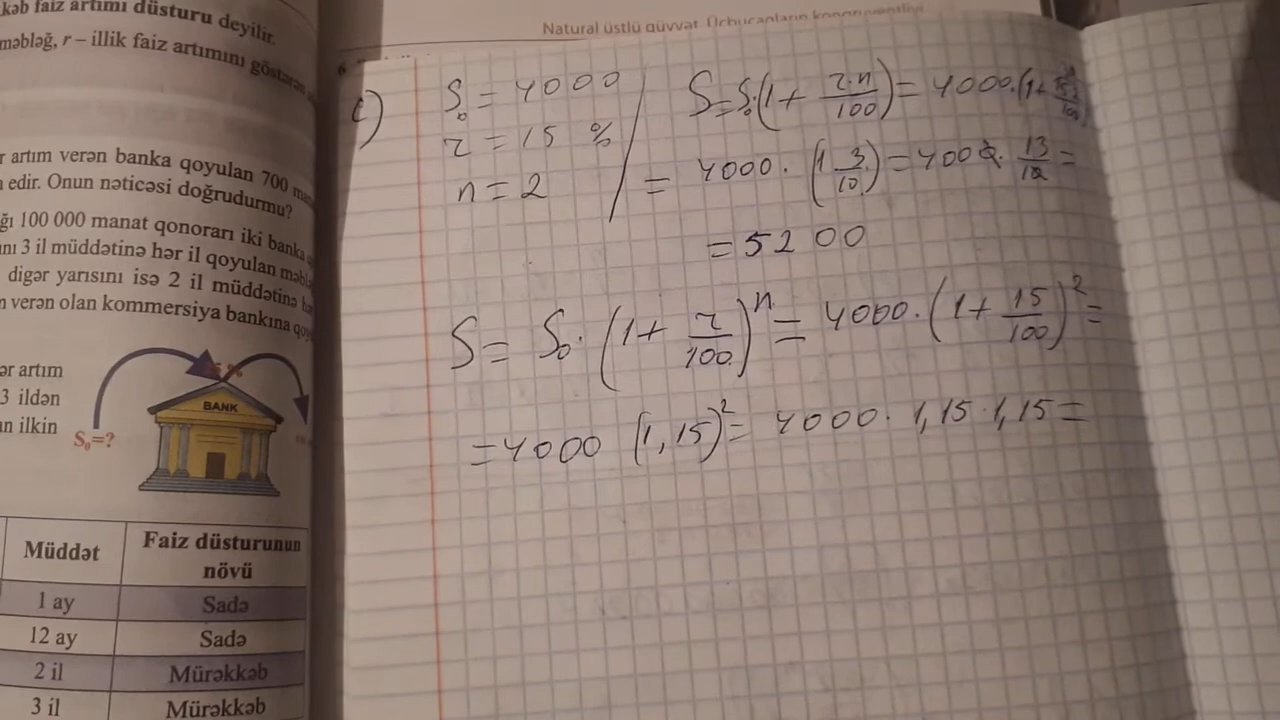 kəb faiz artımı düsturu deyilir.
məbləğ, r – illik faiz artımını göstərən
r artım verən banka qoyulan 700
edir. Onun nəticəsi doğrudurmu?
ğı 100 000 manat qonorarı iki banka
nı 3 il müddətinə hər il qoyulan
digər yarısını isə 2 il müddətinə
n verən olan kommersiya bankına
ər artım
3 ildən
an ilkin
S₀=?
BANK
Müddət Faiz düsturunun növü
1 ay Sadə
12 ay Sadə
2 il Mürəkkəb
3 il Mürəkkəb
Natural üstlü qüvvət. Üçbucaqların konqruentliyi
c)
S₀ = 4000
r = 15 %
n = 2
S = S₀·(1 + r·n/100) = 4000·(1+
= 4000 · (1 3/10) = 4000 · 13/10 =
= 5200
S = S₀ · (1 + r/100)ⁿ = 4000 · (1 + 15/100)² =
= 4000 (1,15)² = 4000 · 1,15 · 1,15 =